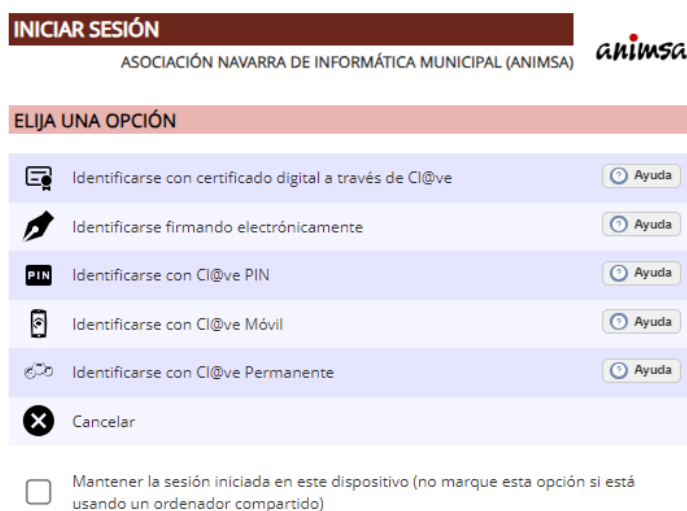 INICIAR SESIÓN
ASOCIACIÓN NAVARRA DE INFORMÁTICA MUNICIPAL (ANIMSA)
animsa
ELIJA UNA OPCIÓN
Identificarse con certificado digital a través de Cl@ve
? Ayuda
Identificarse firmando electrónicamente
? Ayuda
PIN
Identificarse con Cl@ve PIN
? Ayuda
Identificarse con Cl@ve Móvil
? Ayuda
Identificarse con Cl@ve Permanente
? Ayuda
Cancelar
Mantener la sesión iniciada en este dispositivo (no marque esta opción si está
usando un ordenador compartido)